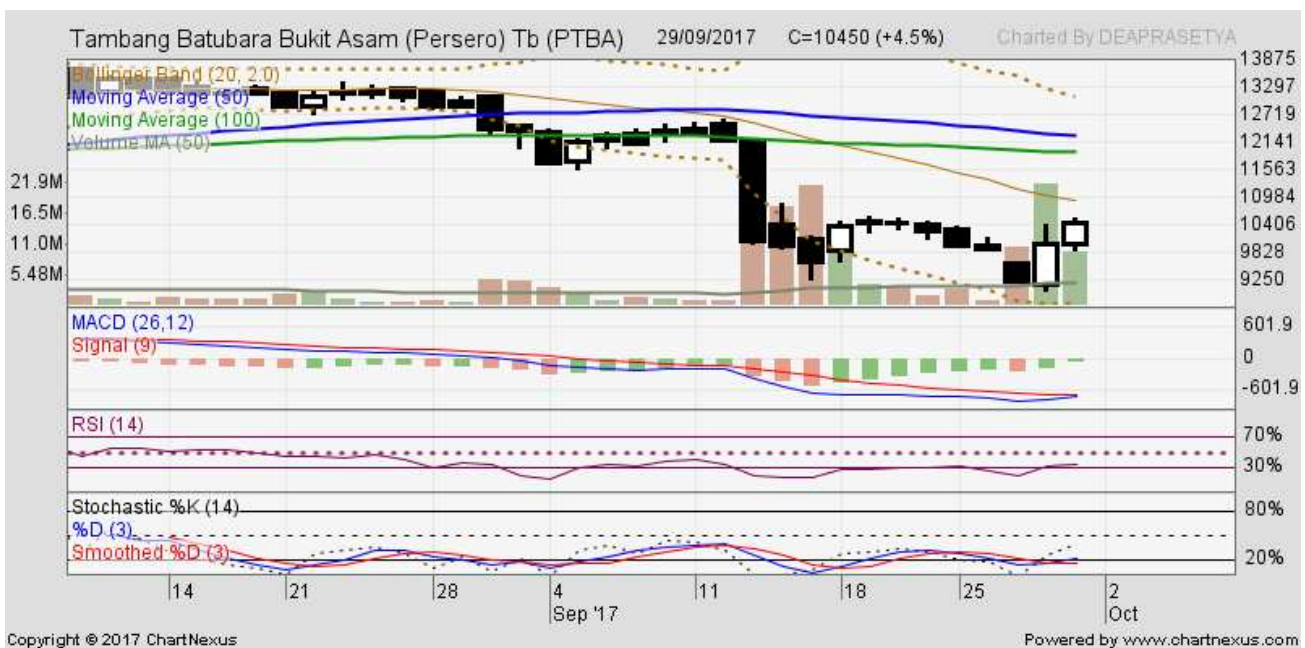 Tambang Batubara Bukit Asam (Persero) Tb (PTBA) 29/09/2017 C=10450 (+4.5%) Charted By DEAPRASETYA
Bollinger Band (20, 2.0)
Moving Average (50)
Moving Average (100)
Volume MA (50)
13875
13297
12719
12141
11563
10984
10406
9828
9250
21.9M
16.5M
11.0M
5.48M
MACD (26,12)
Signal (9)
601.9
0
-601.9
RSI (14)
70%
30%
Stochastic %K (14)
%D (3)
Smoothed %D (3)
80%
20%
14 21 28 4 11 18 25 2
Sep '17 Oct
Copyright © 2017 ChartNexus Powered by www.chartnexus.com